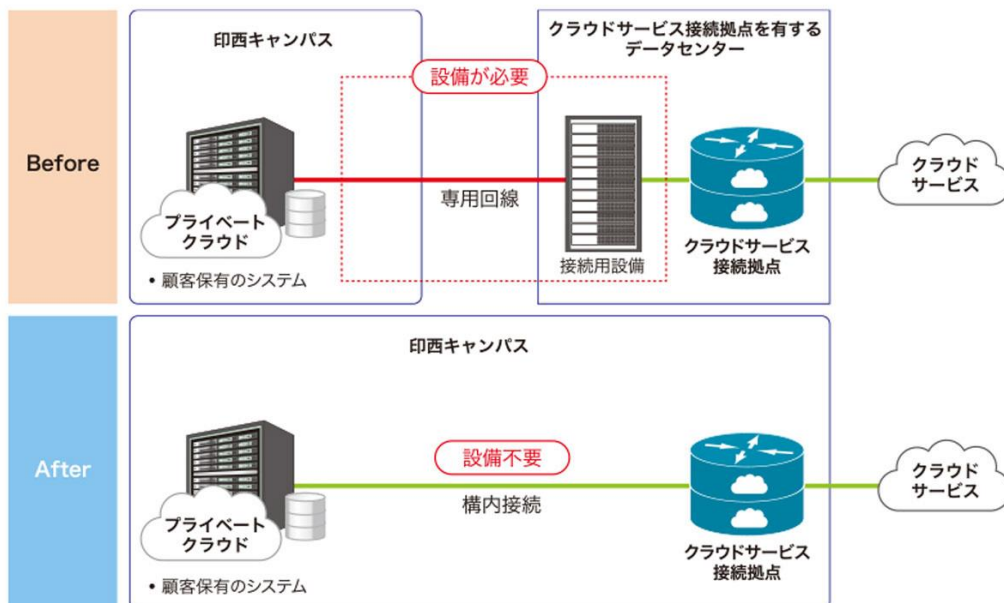 Before
印西キャンパス
クラウドサービス接続拠点を有する
データセンター
設備が必要
専用回線
プライベート
クラウド
• 顧客保有のシステム
接続用設備
クラウドサービス
接続拠点
クラウド
サービス
After
印西キャンパス
設備不要
構内接続
プライベート
クラウド
• 顧客保有のシステム
クラウドサービス
接続拠点
クラウド
サービス